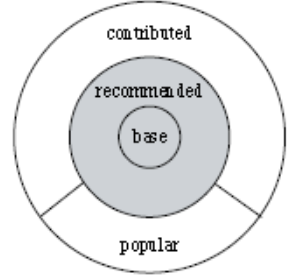 contributed
recommended
base
popular